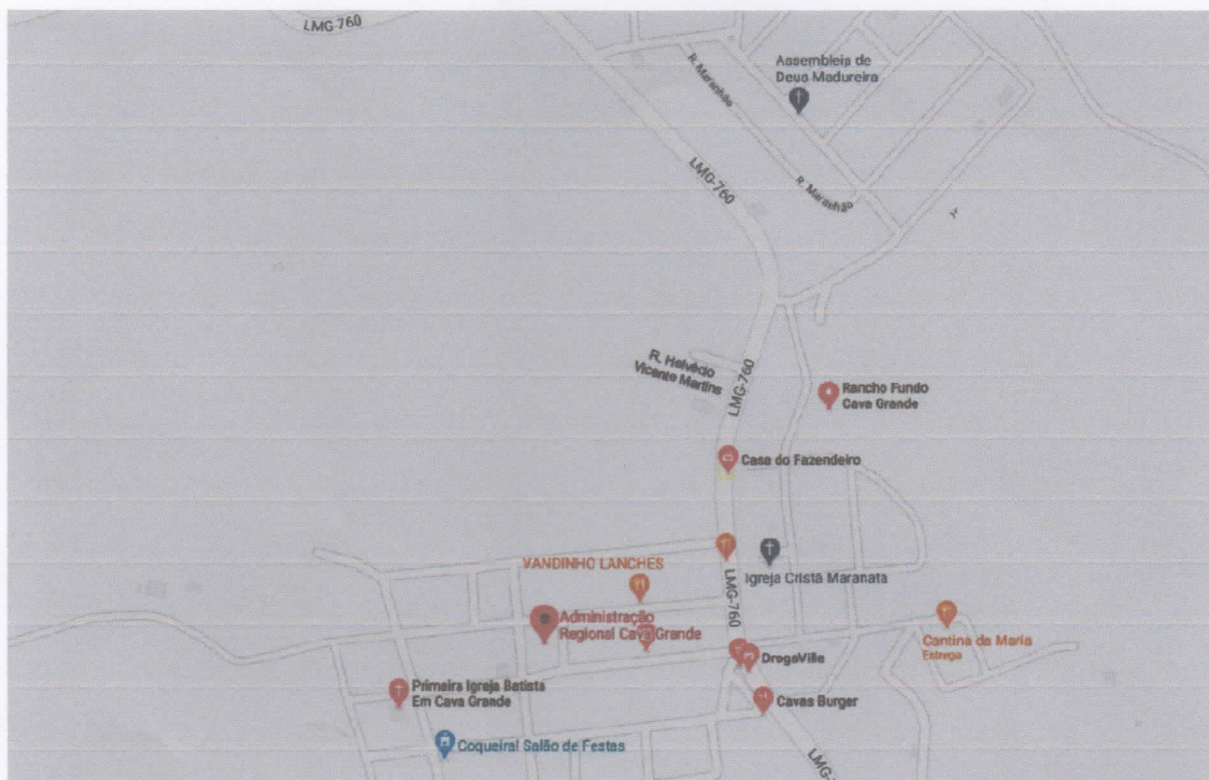 LMG 760
Assembleia de
Deus Madureira
R. Maranhão
LMG-760
R. Maranhão
R. Helvécio
Vicente Martins
LMG-760
Rancho Fundo
Cava Grande
Casa do Fazendeiro
VANDINHO LANCHES
Igreja Cristã Maranata
LMG-760
Administração
Regional Cava Grande
Cantina da Maria
Entrega
DrogaVille
Primeira Igreja Batista
Em Cava Grande
Cavas Burger
Coqueiral Salão de Festas
LMG-